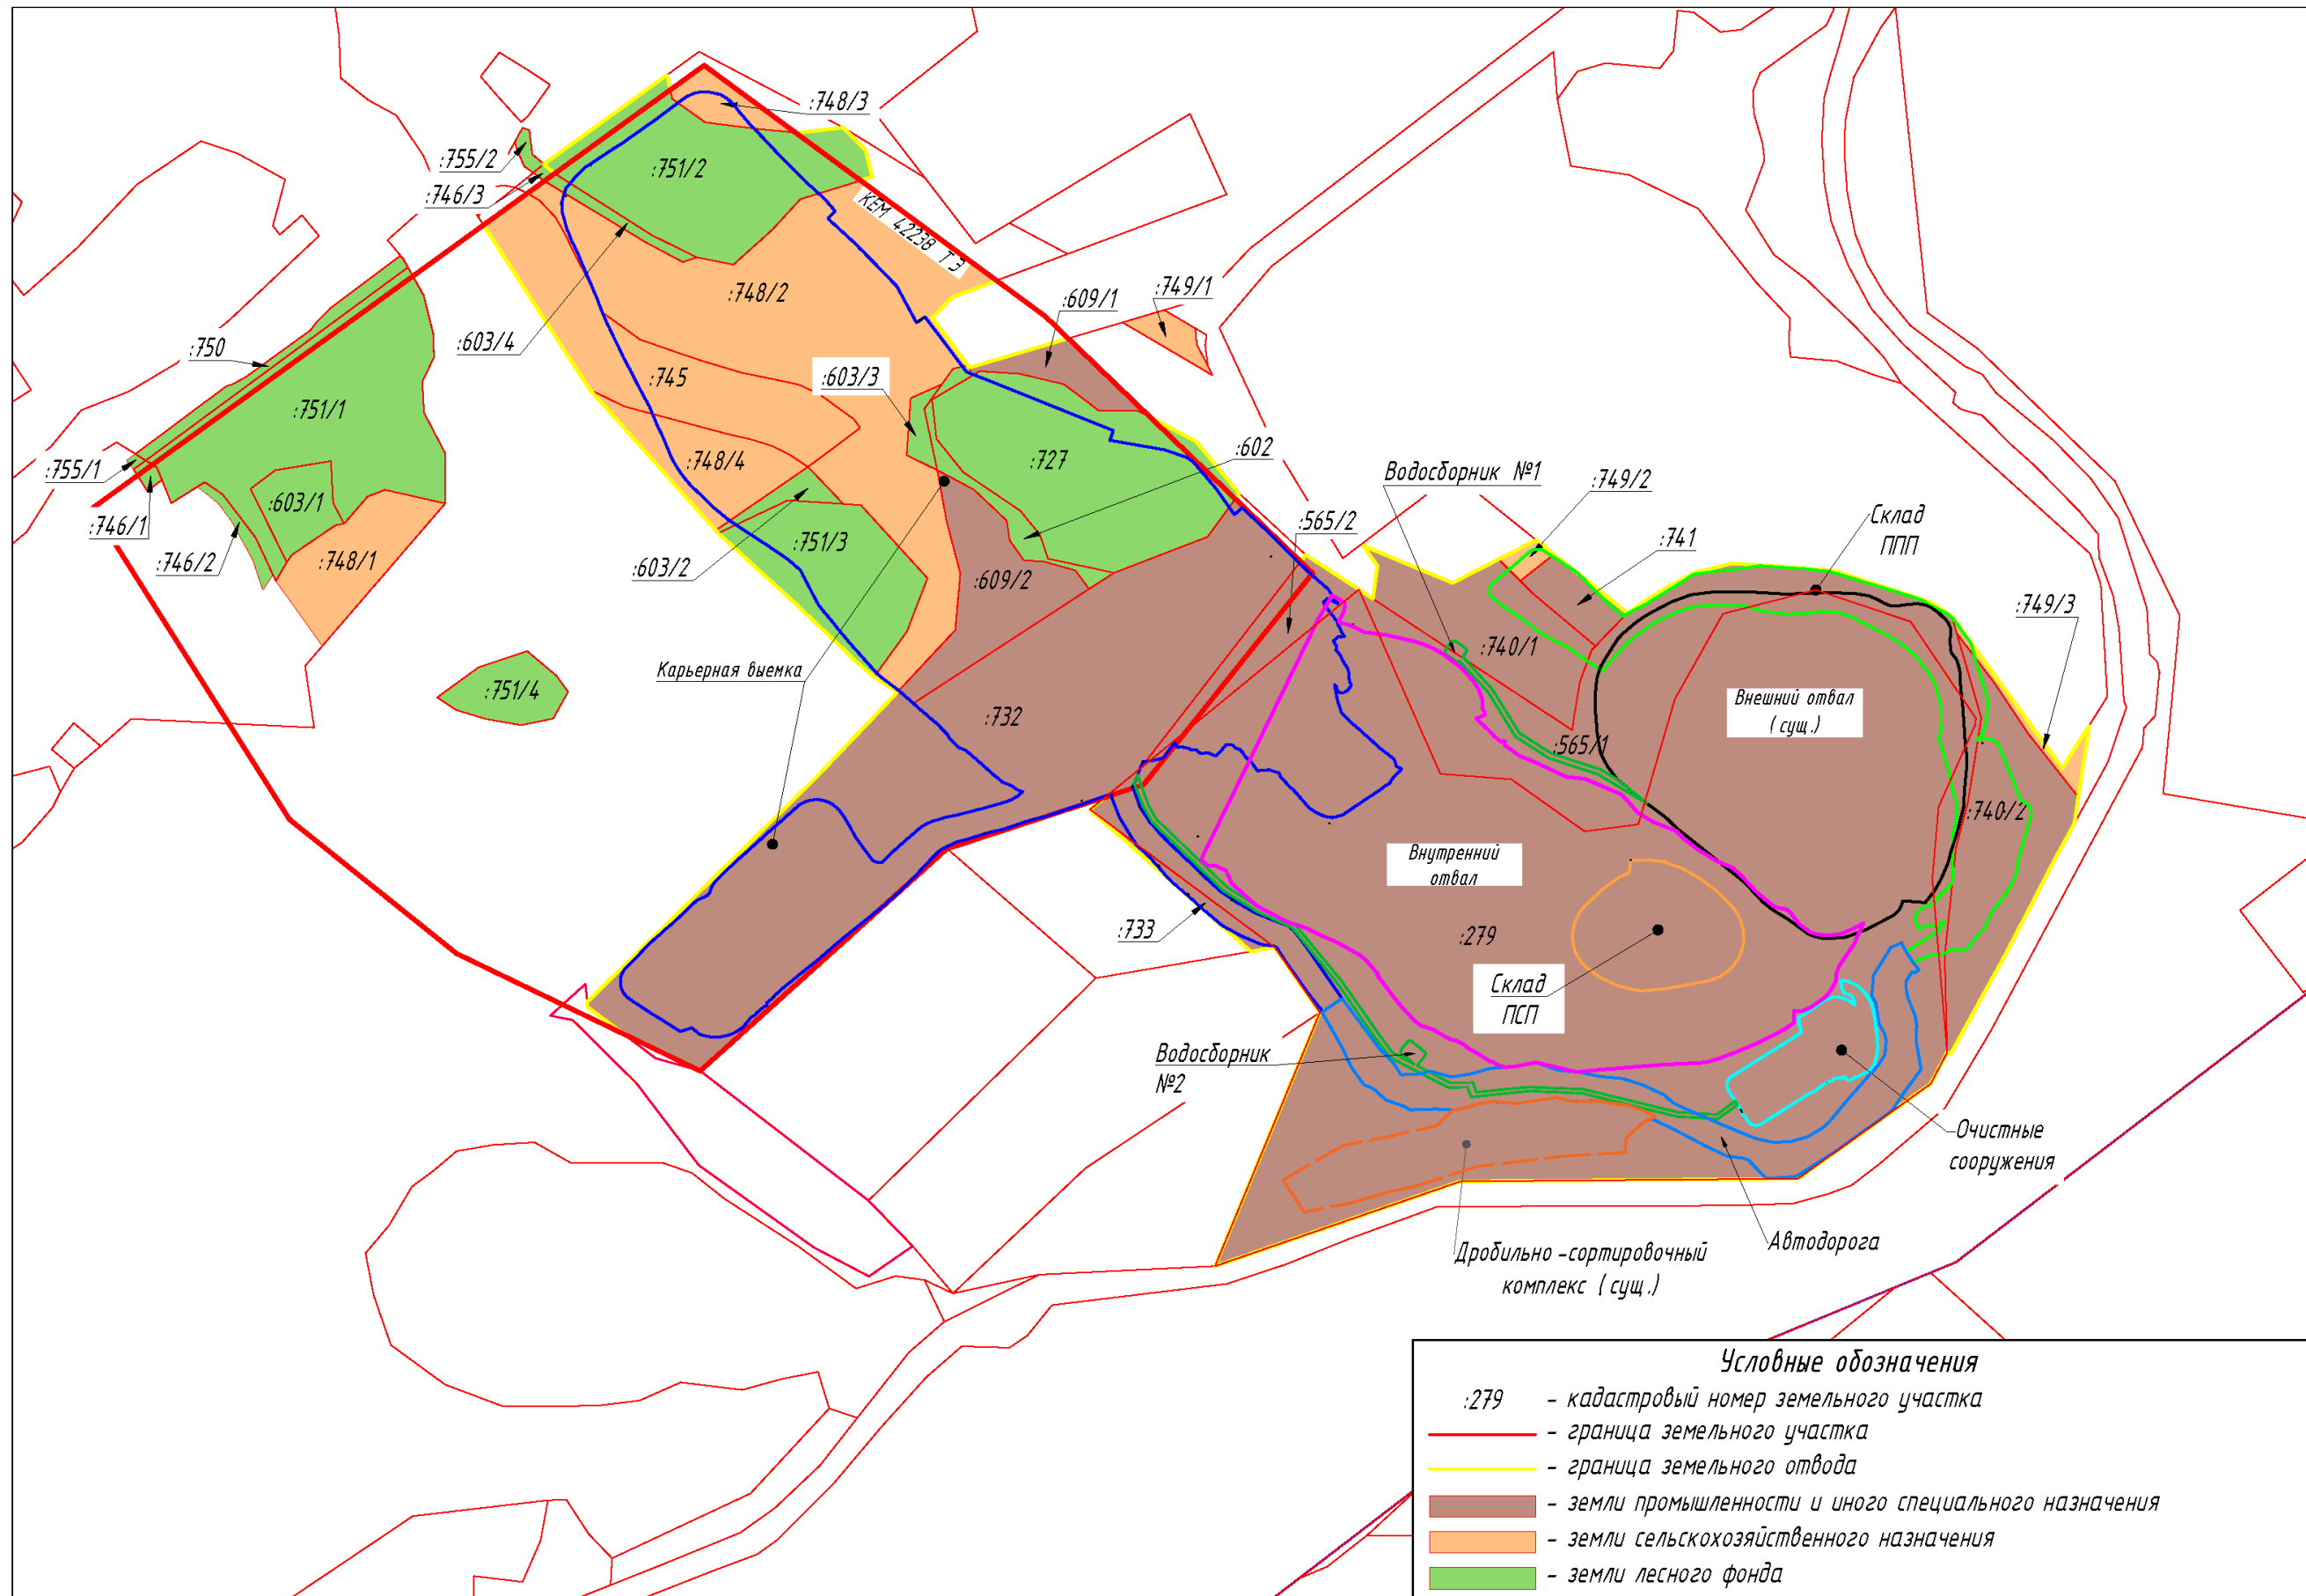 :748/3
:755/2
:751/2
:746/3
КЕМ 42238 ТЭ
:748/2
:749/1
:609/1
:603/4
:750
:745
:603/3
:751/1
:602
:727
:748/4
:755/1
Водосборник №1
:749/2
:603/1
:746/1
:565/2
:741
Склад
ППП
:751/3
:746/2
:748/1
:603/2
:609/2
:749/3
:740/1
Карьерная выемка
:751/4
:732
Внешний отвал
(сущ.)
:565/1
:740/2
Внутренний
отвал
:733
:279
Склад
ПСП
Водосборник
№2
Очистные
сооружения
Автодорога
Дробильно-сортировочный
комплекс (сущ.)
Условные обозначения
:279 - кадастровый номер земельного участка
- граница земельного участка
- граница земельного отвода
- земли промышленности и иного специального назначения
- земли сельскохозяйственного назначения
- земли лесного фонда